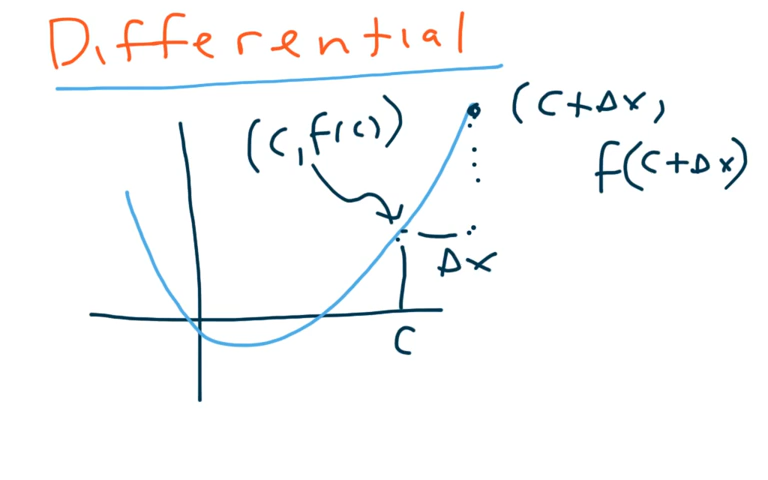 Differential
(C, f(c))
(C+Δx,
f(C+Δx)
Δx
C